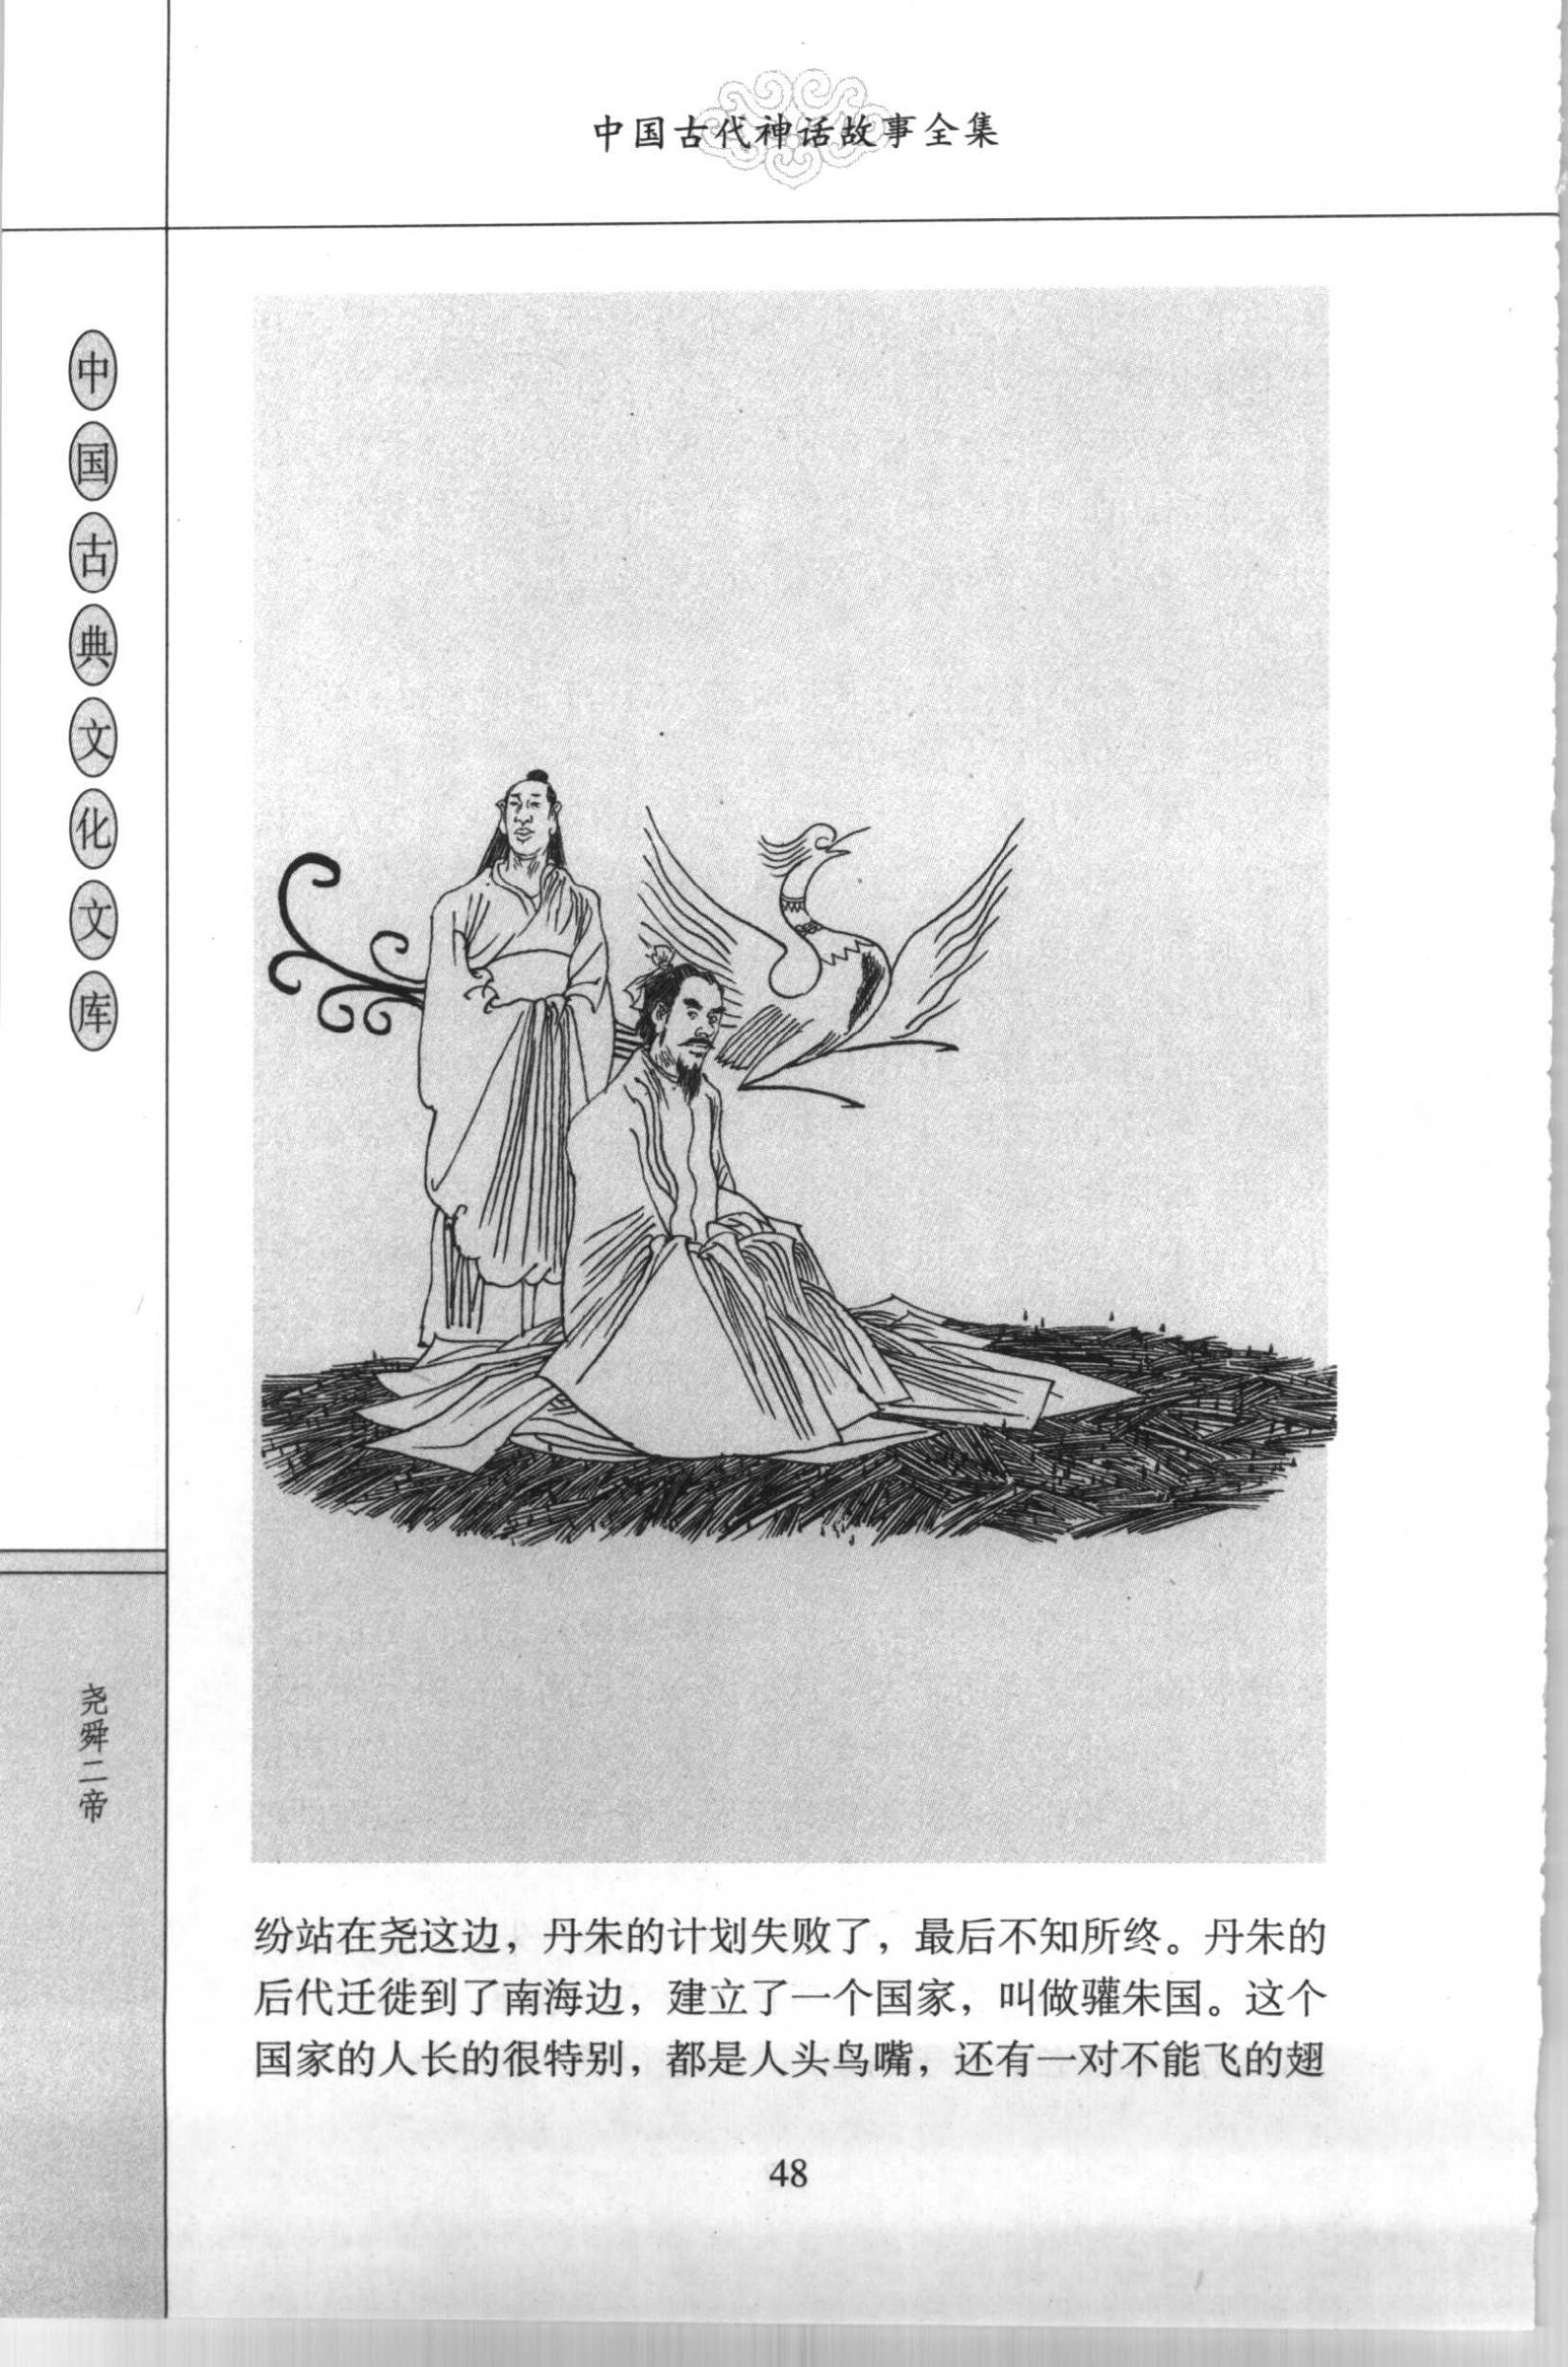 中国古代神话故事全集
中国古典文化文库
尧舜二帝
纷站在尧这边，丹朱的计划失败了，最后不知所终。丹朱的
后代迁徙到了南海边，建立了一个国家，叫做驩朱国。这个
国家的人长的很特别，都是人头鸟嘴，还有一对不能飞的翅
48